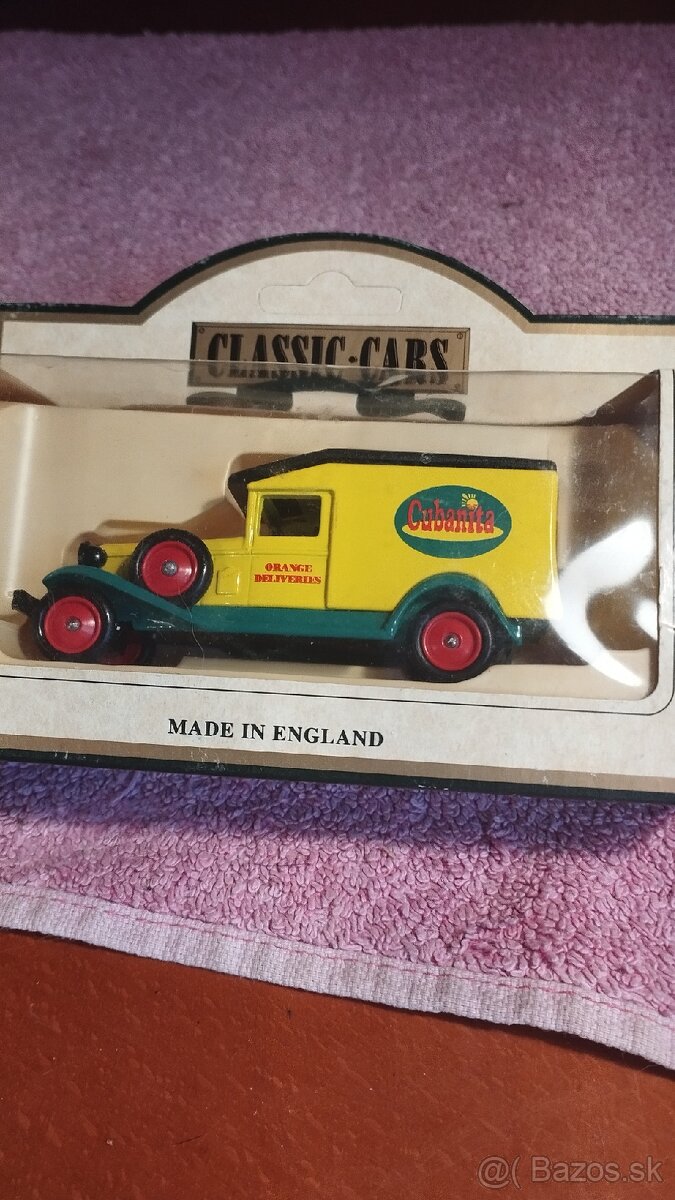 CLASSIC·CARS
Cubanita
ORANGE
DELIVERIES
MADE IN ENGLAND
@( Bazos.sk